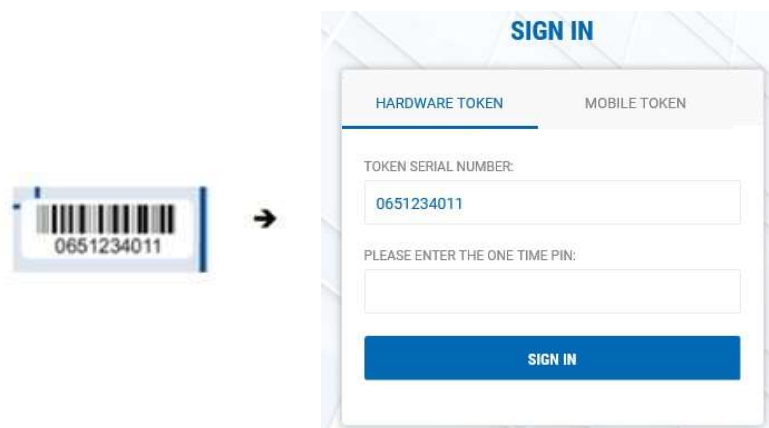 0651234011
➔
SIGN IN
HARDWARE TOKEN MOBILE TOKEN
TOKEN SERIAL NUMBER:
0651234011
PLEASE ENTER THE ONE TIME PIN:
SIGN IN